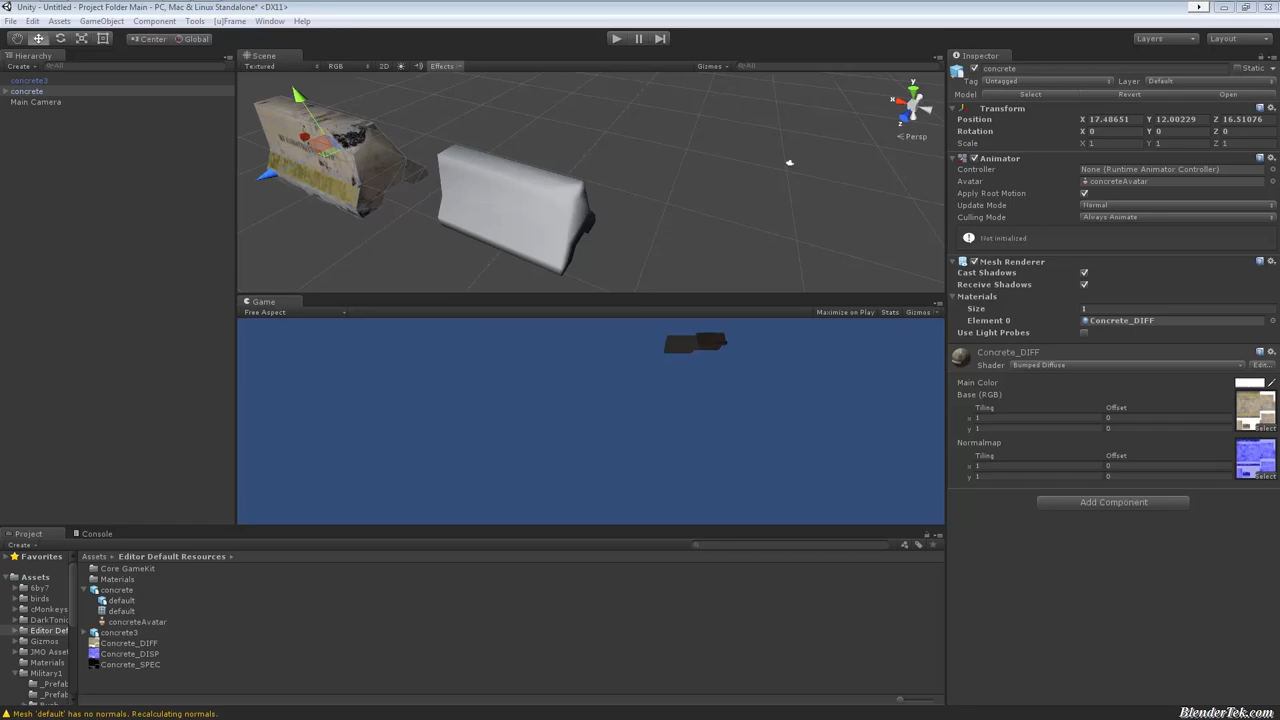 Unity - Untitled - Project Folder Main - PC, Mac & Linux Standalone* <DX11>
File Edit Assets GameObject Component Tools [u]Frame Window Help
Center Global Layers Layout
Hierarchy
Create All
concrete3
concrete
Main Camera
Scene
Textured RGB 2D Effects Gizmos All
y
x
z
Persp
Game
Free Aspect Maximize on Play Stats Gizmos
Inspector
concrete Static
Tag Untagged Layer Default
Model Select Revert Open
Transform
Position X 17.48651 Y 12.00229 Z 16.51076
Rotation X 0 Y 0 Z 0
Scale X 1 Y 1 Z 1
Animator
Controller None (Runtime Animator Controller)
Avatar concreteAvatar
Apply Root Motion
Update Mode Normal
Culling Mode Always Animate
Not initialized
Mesh Renderer
Cast Shadows
Receive Shadows
Materials
Size 1
Element 0 Concrete_DIFF
Use Light Probes
Concrete_DIFF
Shader Bumped Diffuse Edit...
Main Color
Base (RGB)
Tiling Offset
x 1 0
y 1 0
Select
Normalmap
Tiling Offset
x 1 0
y 1 0
Select
Add Component
Project Console
Create
Favorites
Assets
6by7
birds
cMonkeys
DarkTonic
Editor Def
Gizmos
JMO Asset
Materials
Military1
_Prefab
_Prefab
Assets Editor Default Resources
Core GameKit
Materials
concrete
default
default
concreteAvatar
concrete3
Concrete_DIFF
Concrete_DISP
Concrete_SPEC
Mesh 'default' has no normals. Recalculating normals.
BlenderTek.com